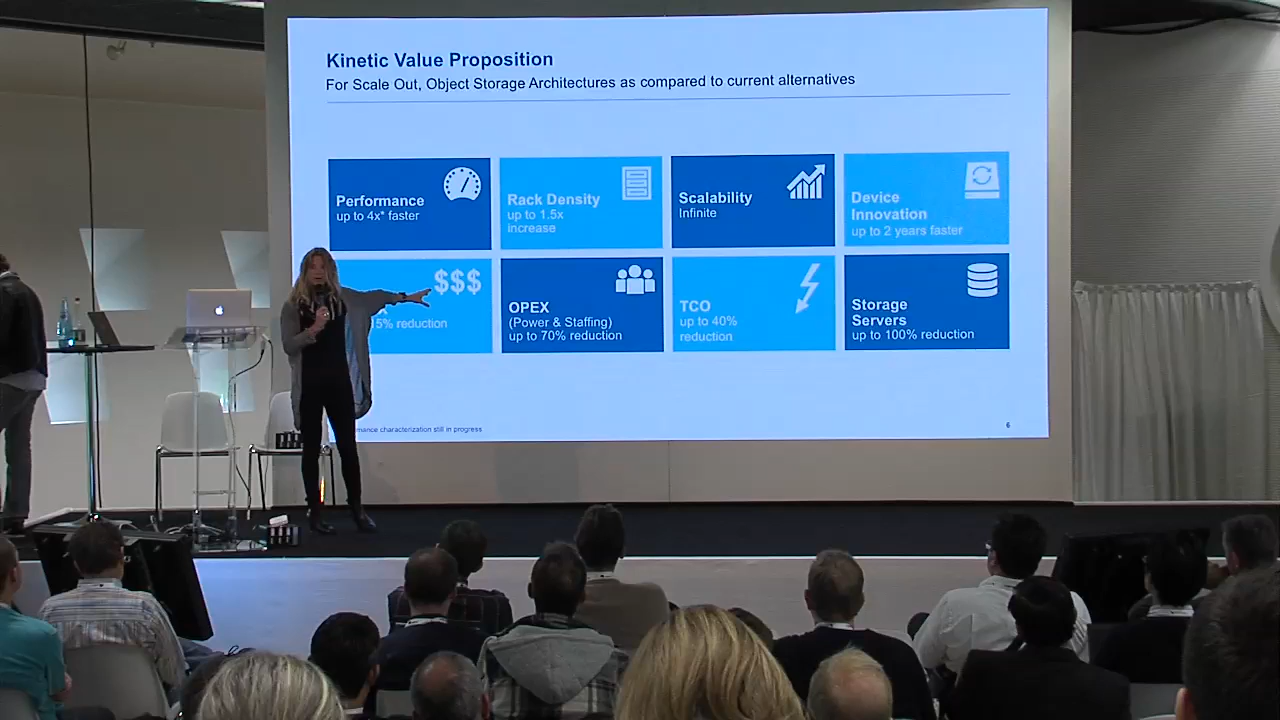 Kinetic Value Proposition
For Scale Out, Object Storage Architectures as compared to current alternatives
Performance
up to 4x* faster
Rack Density
up to 1.5x
increase
Scalability
Infinite
Device
Innovation
up to 2 years faster
$$$
15% reduction
OPEX
(Power & Staffing)
up to 70% reduction
TCO
up to 40%
reduction
Storage
Servers
up to 100% reduction
characterization still in progress
6